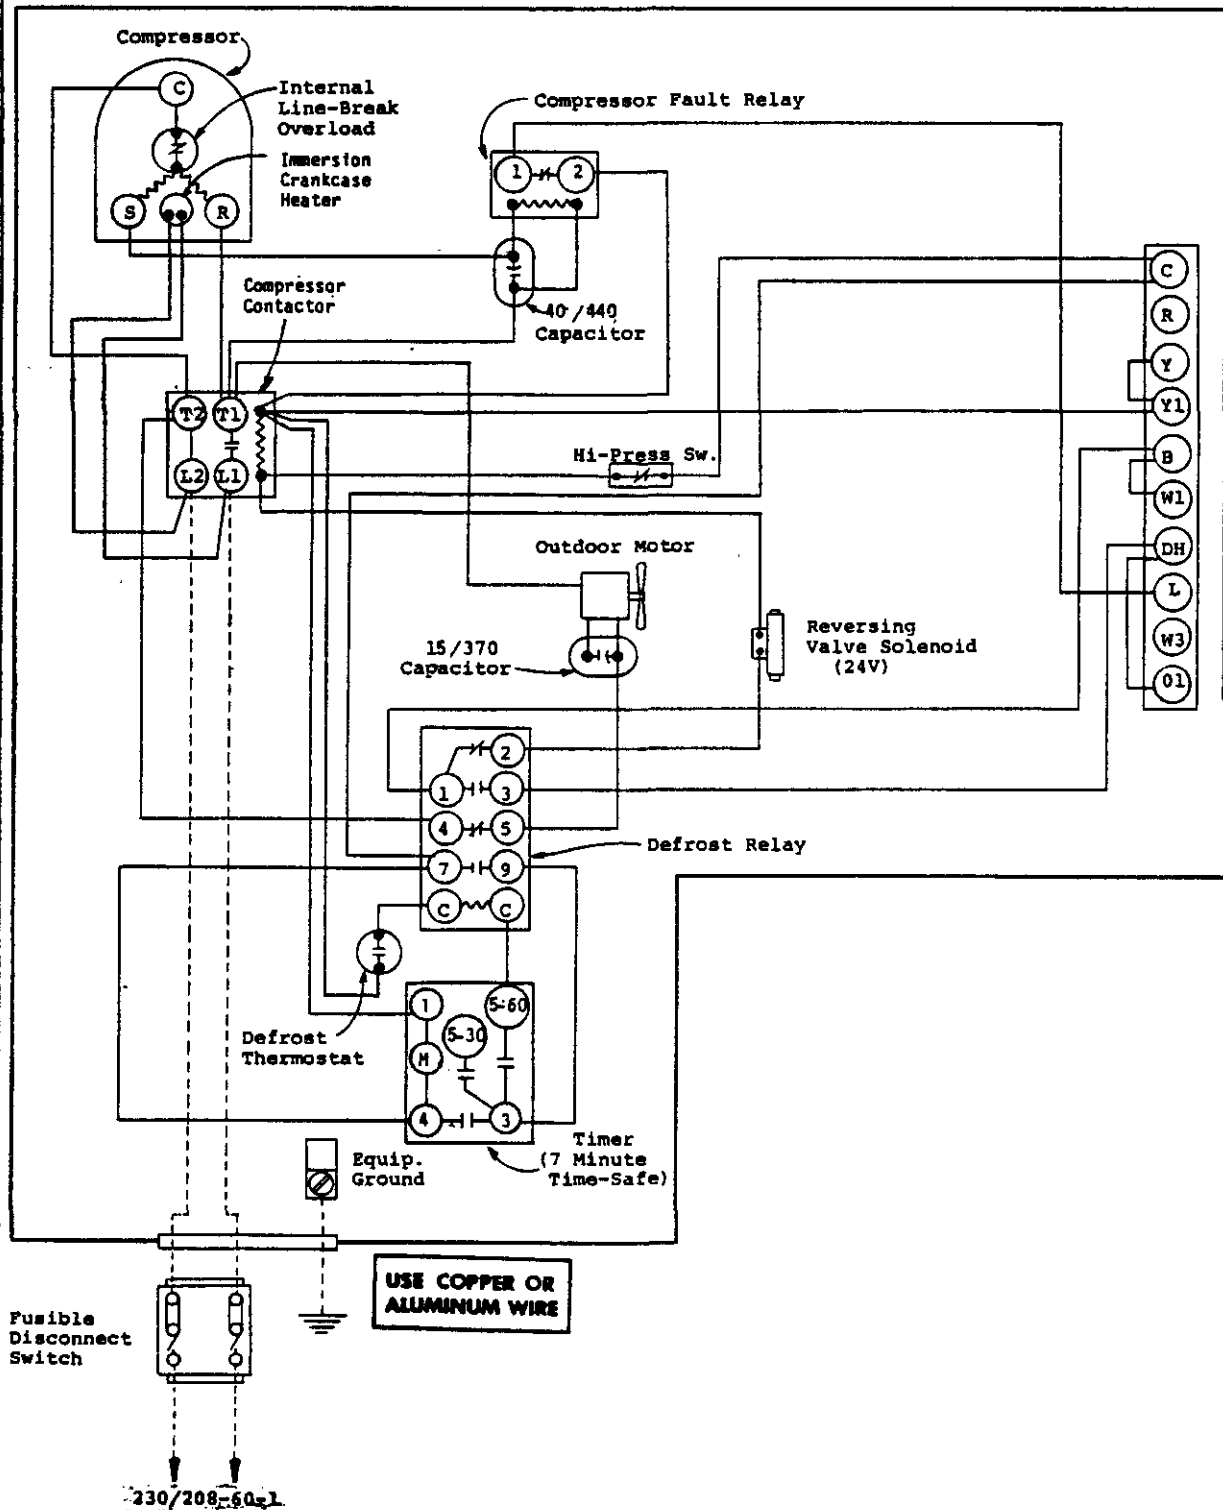 Compressor
C
Internal
Line-Break
Overload
Immersion
Crankcase
Heater
S
R
Compressor Fault Relay
1
2
40/440
Capacitor
Compressor
Contactor
T2
T1
L2
L1
Hi-Press Sw.
C
R
Y
Y1
B
W1
DH
L
W3
O1
Outdoor Motor
15/370
Capacitor
Reversing
Valve Solenoid
(24V)
2
1
3
4
5
7
9
C
C
Defrost Relay
Defrost
Thermostat
1
5-60
5-30
M
4
3
Timer
(7 Minute
Time-Safe)
Equip.
Ground
USE COPPER OR
ALUMINUM WIRE
Fusible
Disconnect
Switch
230/208-60-1